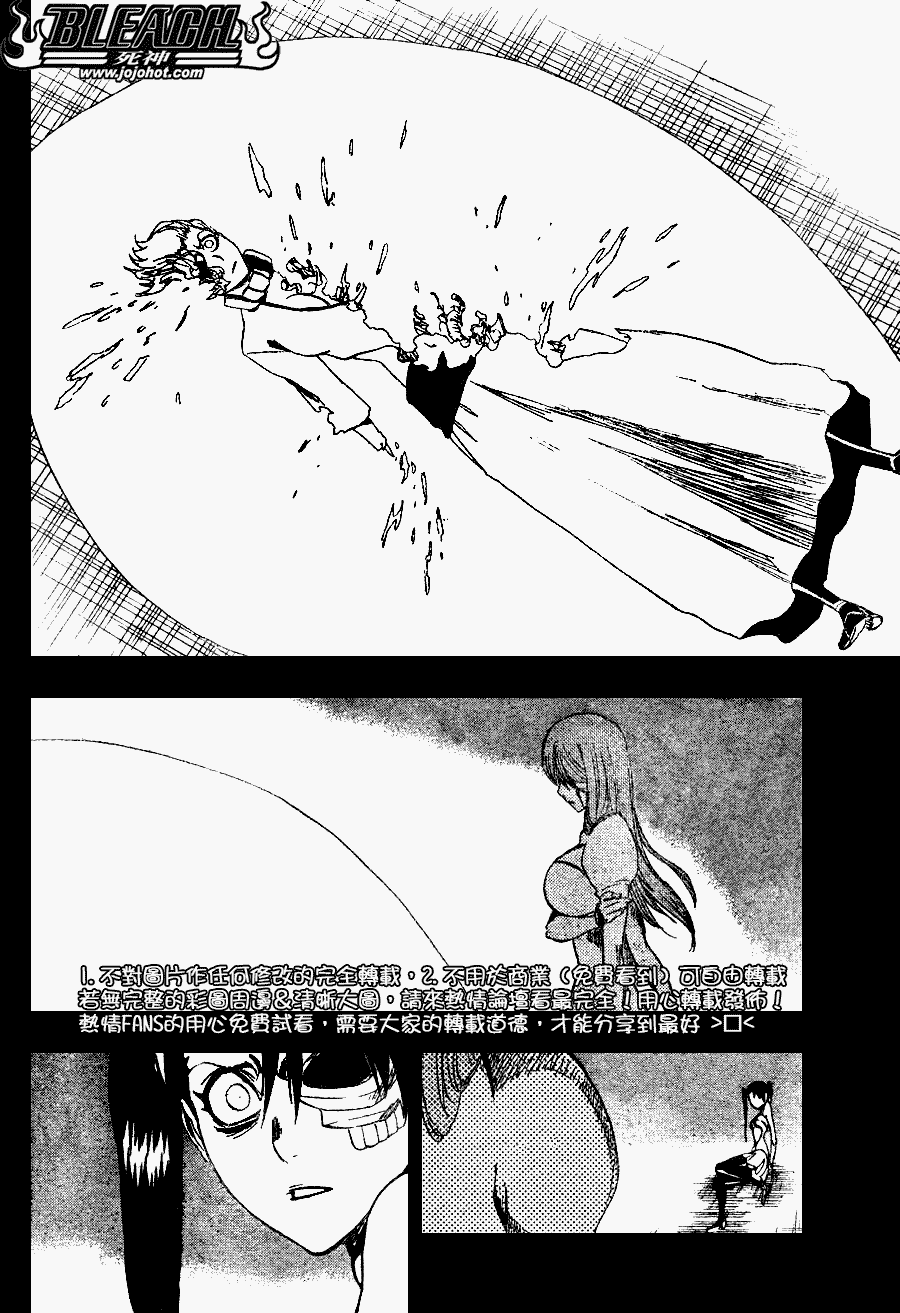 BLEACH
死神
www.jojohot.com
1. 不對圖片作任何修改的完全轉載，2. 不用於商業（免費看到）可自由轉載
若無完整的彩圖周漫&清晰大圖，請來熱情論壇看最完全！用心轉載發佈！
熱情FANS的用心免費試看，需要大家的轉載道德，才能分享到最好 >□<